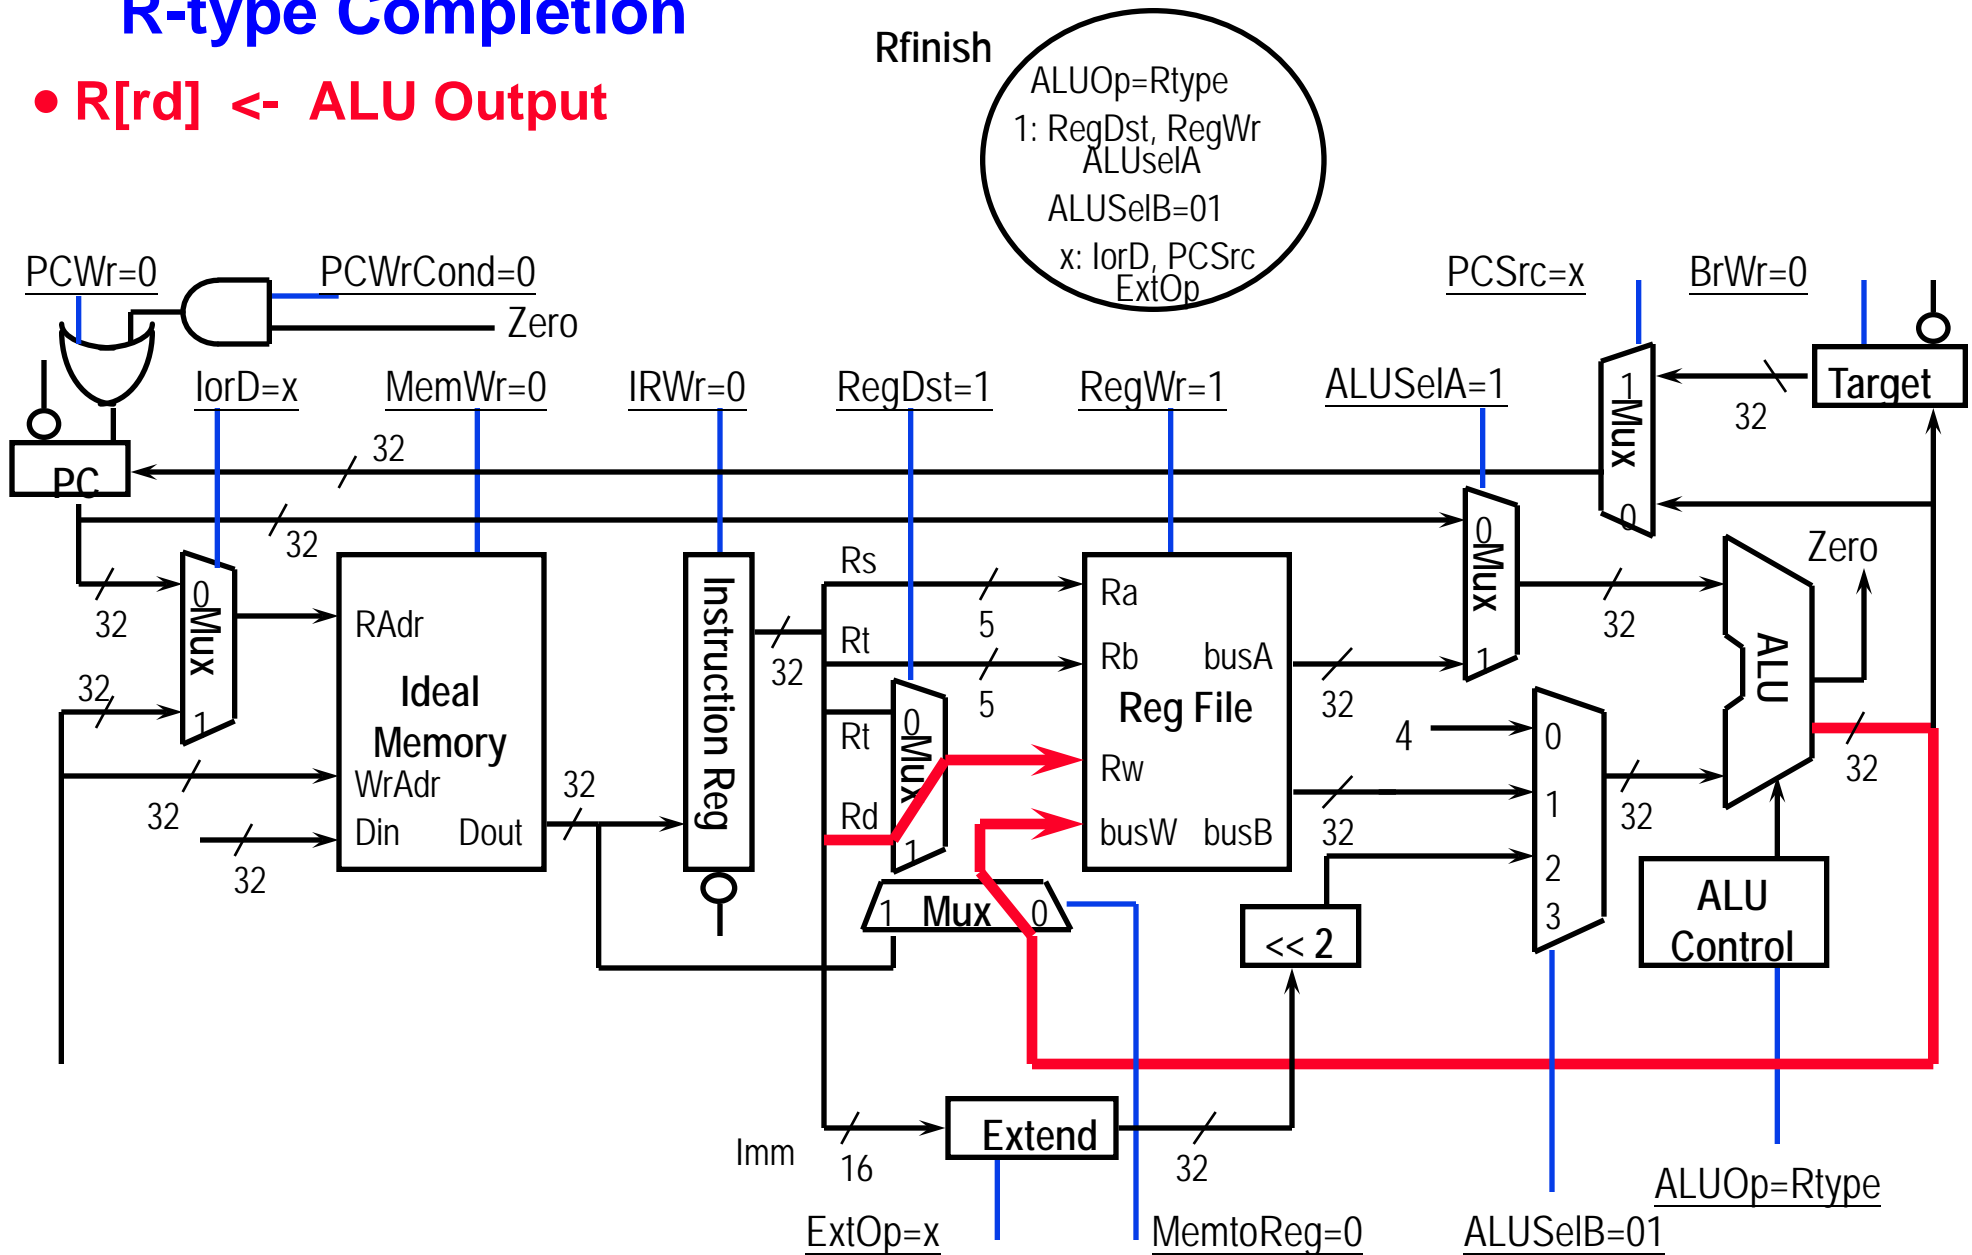 R-type Completion
• R[rd] <- ALU Output
Rfinish
ALUOp=Rtype
1: RegDst, RegWr
ALUselA
ALUSelB=01
x: IorD, PCSrc
ExtOp
PCWr=0
PCWrCond=0
Zero
PCSrc=x
BrWr=0
IorD=x
MemWr=0
IRWr=0
RegDst=1
RegWr=1
ALUSelA=1
1
Mux
0
32
Target
PC
32
32
0
Mux
1
32
32
RAdr
Ideal
Memory
WrAdr
Din
Dout
32
32
32
Instruction Reg
32
Rs
5
Rt
5
Rt
Rd
0
Mux
1
Ra
Rb
busA
Reg File
Rw
busW
busB
32
32
0
Mux
1
32
4
0
1
2
3
32
ALU
Zero
32
ALU
Control
1
Mux
0
<< 2
Imm
16
Extend
32
ExtOp=x
MemtoReg=0
ALUSelB=01
ALUOp=Rtype